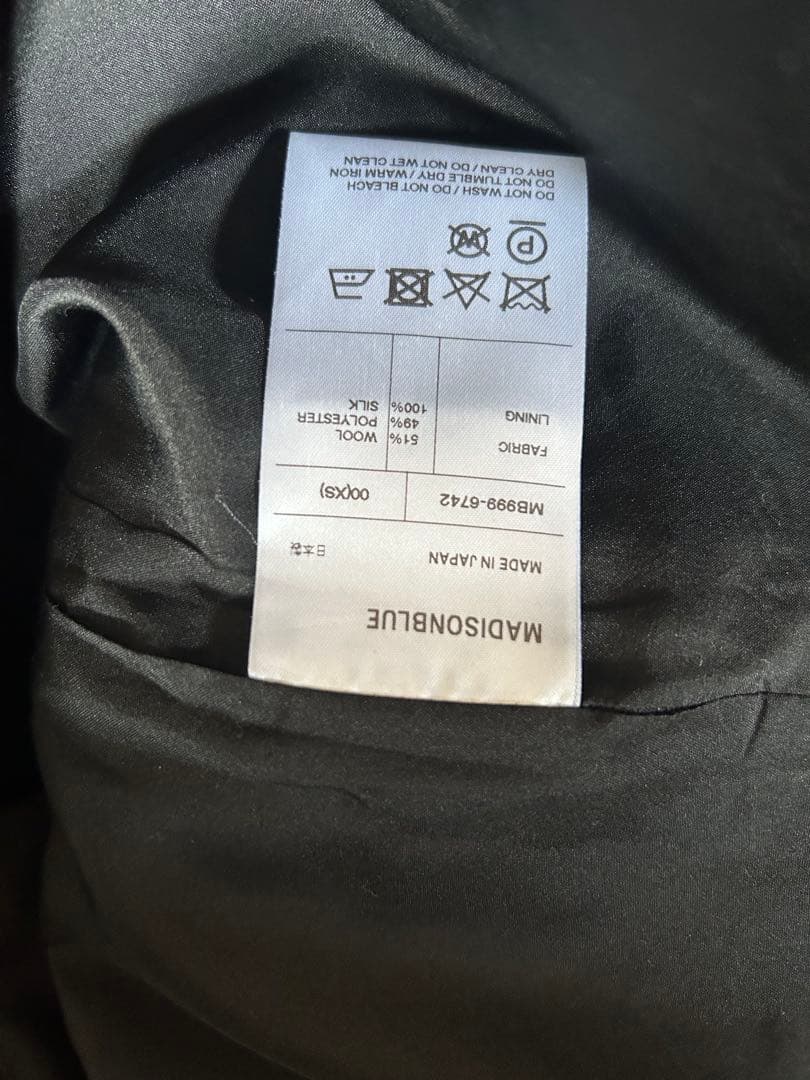 MADISONBLUE
MADE IN JAPAN 日本製
MB999-6742 00(XS)
FABRIC 51% WOOL
49% POLYESTER
LINING 100% SILK
P W
DO NOT WASH / DO NOT BLEACH
DO NOT TUMBLE DRY / WARM IRON
DRY CLEAN / DO NOT WET CLEAN